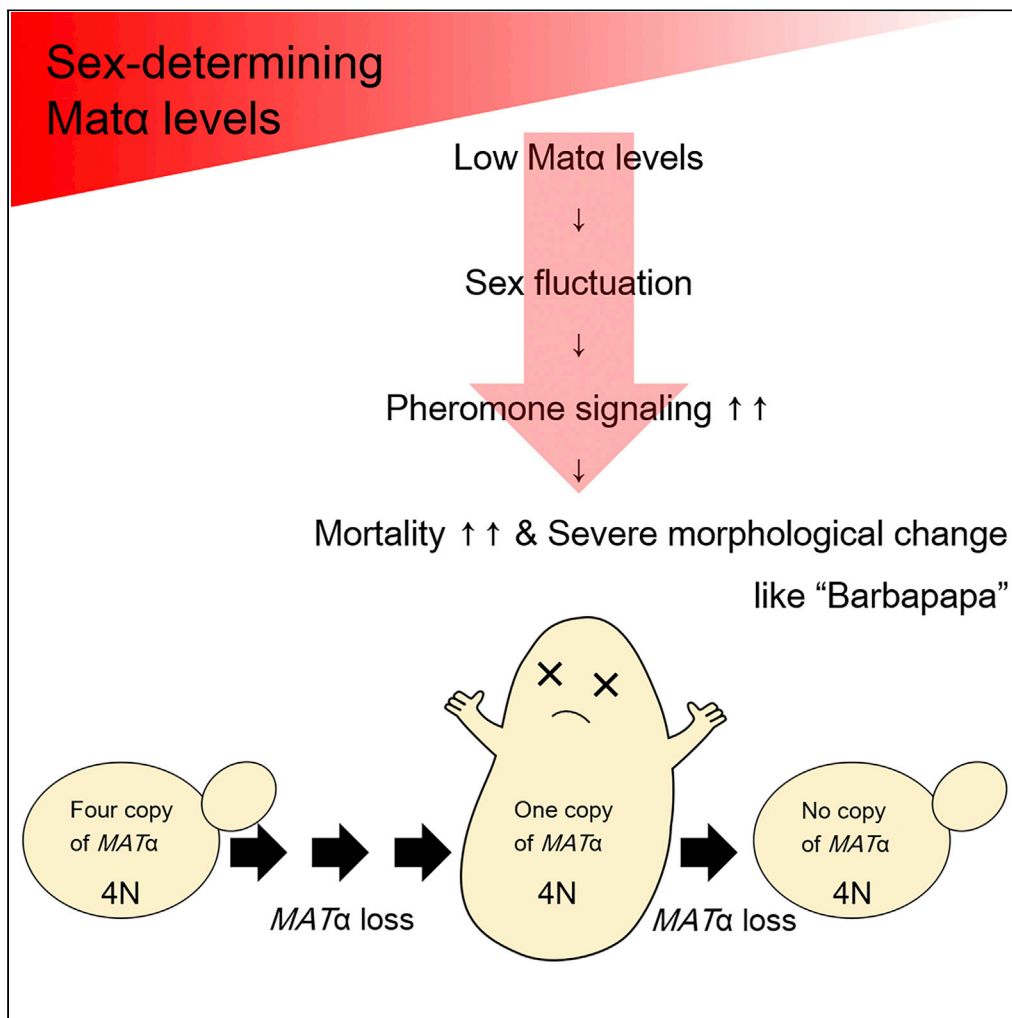 Sex-determining
Matα levels
Low Matα levels
↓
Sex fluctuation
↓
Pheromone signaling ↑ ↑
↓
Mortality ↑ ↑ & Severe morphological change
like “Barbapapa”
Four copy
of MATα
4N
MATα loss
One copy
of MATα
4N
MATα loss
No copy
of MATα
4N